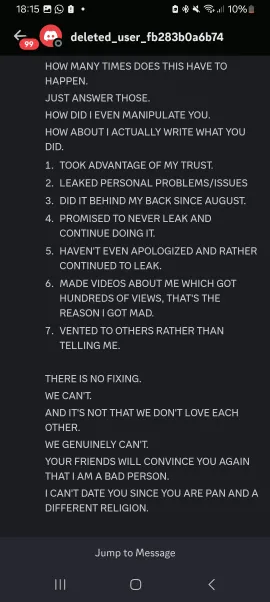 18:15
10%
99
deleted_user_fb283b0a6b74
HOW MANY TIMES DOES THIS HAVE TO
HAPPEN.
JUST ANSWER THOSE.
HOW DID I EVEN MANIPULATE YOU.
HOW ABOUT I ACTUALLY WRITE WHAT YOU
DID.
1. TOOK ADVANTAGE OF MY TRUST.
2. LEAKED PERSONAL PROBLEMS/ISSUES
3. DID IT BEHIND MY BACK SINCE AUGUST.
4. PROMISED TO NEVER LEAK AND
CONTINUE DOING IT.
5. HAVEN'T EVEN APOLOGIZED AND RATHER
CONTINUED TO LEAK.
6. MADE VIDEOS ABOUT ME WHICH GOT
HUNDREDS OF VIEWS, THAT'S THE
REASON I GOT MAD.
7. VENTED TO OTHERS RATHER THAN
TELLING ME.
THERE IS NO FIXING.
WE CAN'T.
AND IT'S NOT THAT WE DON'T LOVE EACH
OTHER.
WE GENUINELY CAN'T.
YOUR FRIENDS WILL CONVINCE YOU AGAIN
THAT I AM A BAD PERSON.
I CAN'T DATE YOU SINCE YOU ARE PAN AND A
DIFFERENT RELIGION.
Jump to Message